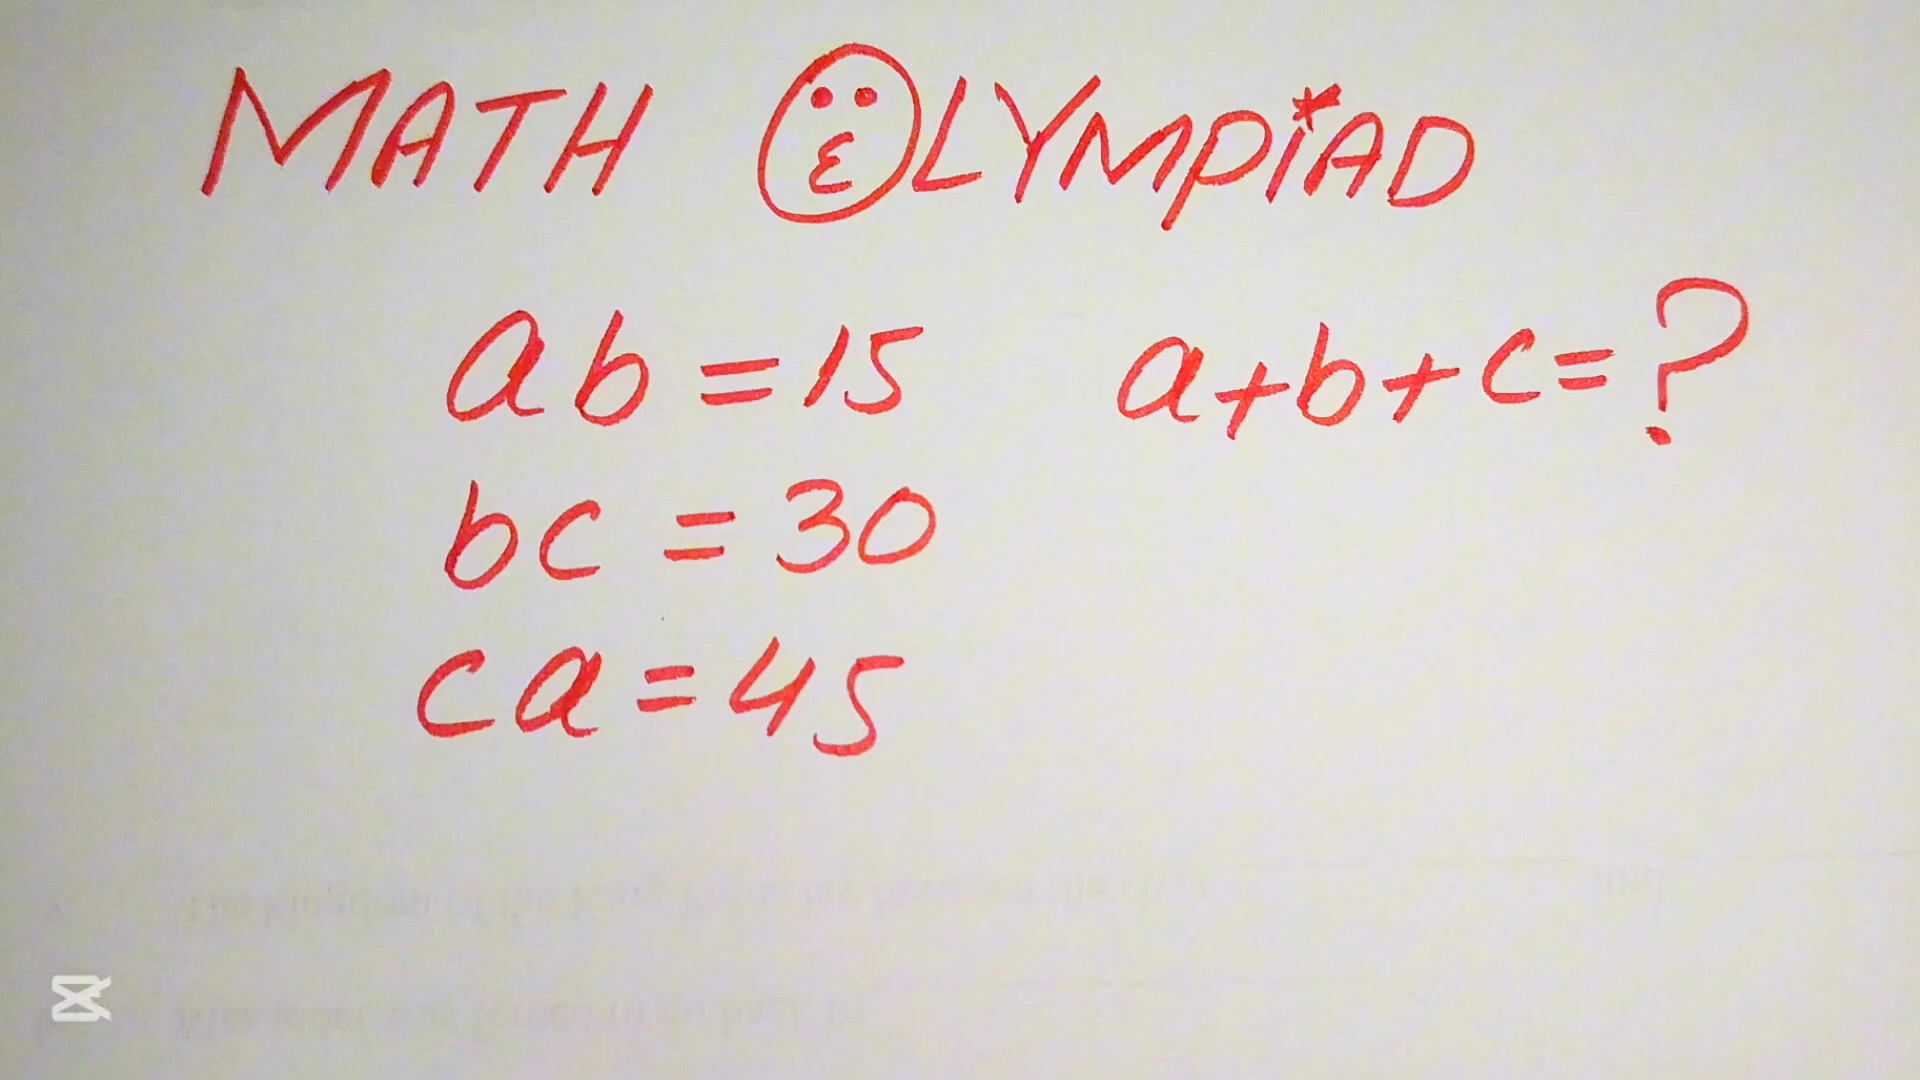 MATH OLYMPIAD
ab = 15 a+b+c = ?
bc = 30
ca = 45